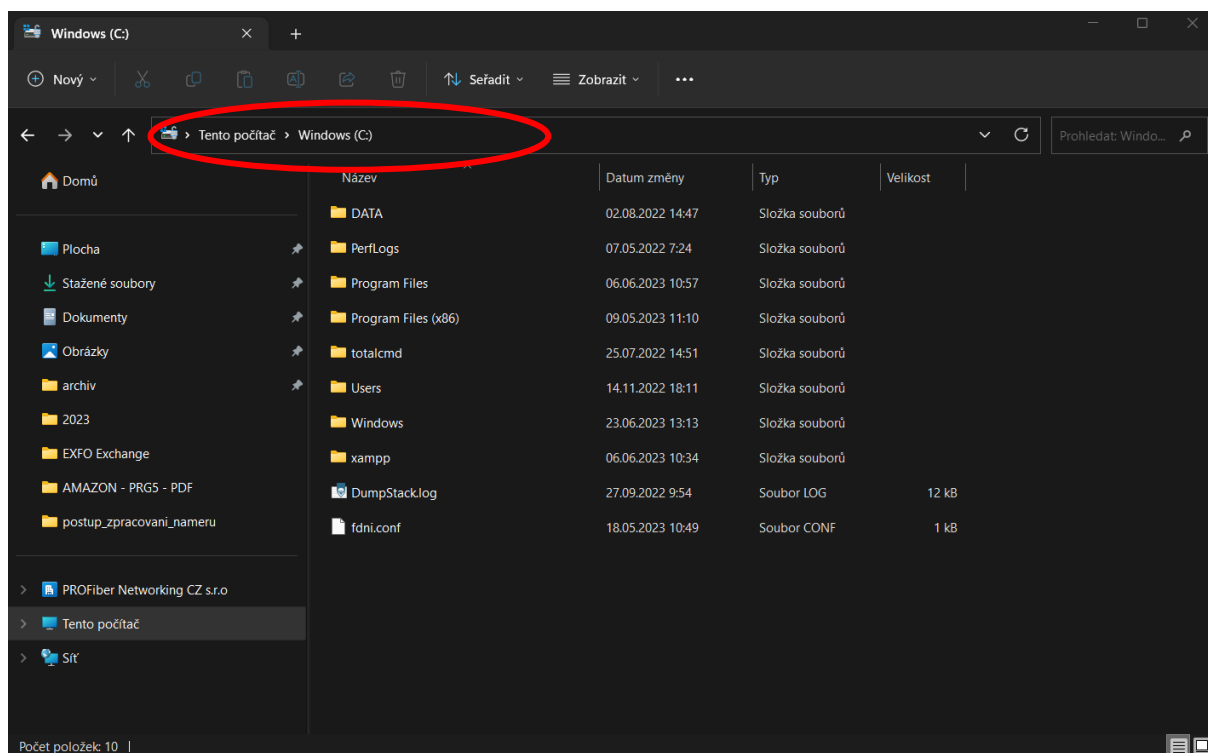 Windows (C:)
Nový
Seřadit
Zobrazit
Tento počítač
Windows (C:)
Prohledat: Windo...
Domů
Plocha
Stažené soubory
Dokumenty
Obrázky
archiv
2023
EXFO Exchange
AMAZON - PRG5 - PDF
postup_zpracovani_nameru
PROFiber Networking CZ s.r.o
Tento počítač
Síť
Název Datum změny Typ Velikost
DATA 02.08.2022 14:47 Složka souborů
PerfLogs 07.05.2022 7:24 Složka souborů
Program Files 06.06.2023 10:57 Složka souborů
Program Files (x86) 09.05.2023 11:10 Složka souborů
totalcmd 25.07.2022 14:51 Složka souborů
Users 14.11.2022 18:11 Složka souborů
Windows 23.06.2023 13:13 Složka souborů
xampp 06.06.2023 10:34 Složka souborů
DumpStack.log 27.09.2022 9:54 Soubor LOG 12 kB
fdni.conf 18.05.2023 10:49 Soubor CONF 1 kB
Počet položek: 10